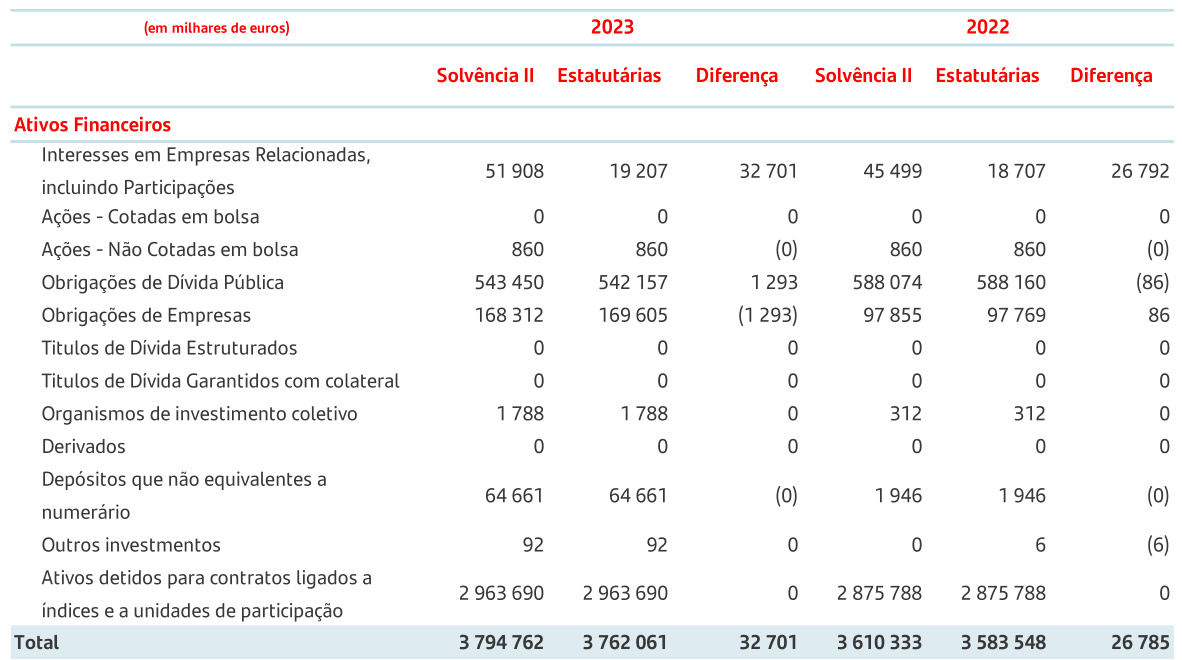 (em milhares de euros) 2023 2022
Solvência II Estatutárias Diferença Solvência II Estatutárias Diferença
Ativos Financeiros
Interesses em Empresas Relacionadas,
incluindo Participações 51 908 19 207 32 701 45 499 18 707 26 792
Ações - Cotadas em bolsa 0 0 0 0 0 0
Ações - Não Cotadas em bolsa 860 860 (0) 860 860 (0)
Obrigações de Dívida Pública 543 450 542 157 1 293 588 074 588 160 (86)
Obrigações de Empresas 168 312 169 605 (1 293) 97 855 97 769 86
Titulos de Dívida Estruturados 0 0 0 0 0 0
Titulos de Dívida Garantidos com colateral 0 0 0 0 0 0
Organismos de investimento coletivo 1 788 1 788 0 312 312 0
Derivados 0 0 0 0 0 0
Depósitos que não equivalentes a
numerário 64 661 64 661 (0) 1 946 1 946 (0)
Outros investmentos 92 92 0 0 6 (6)
Ativos detidos para contratos ligados a
índices e a unidades de participação 2 963 690 2 963 690 0 2 875 788 2 875 788 0
Total 3 794 762 3 762 061 32 701 3 610 333 3 583 548 26 785